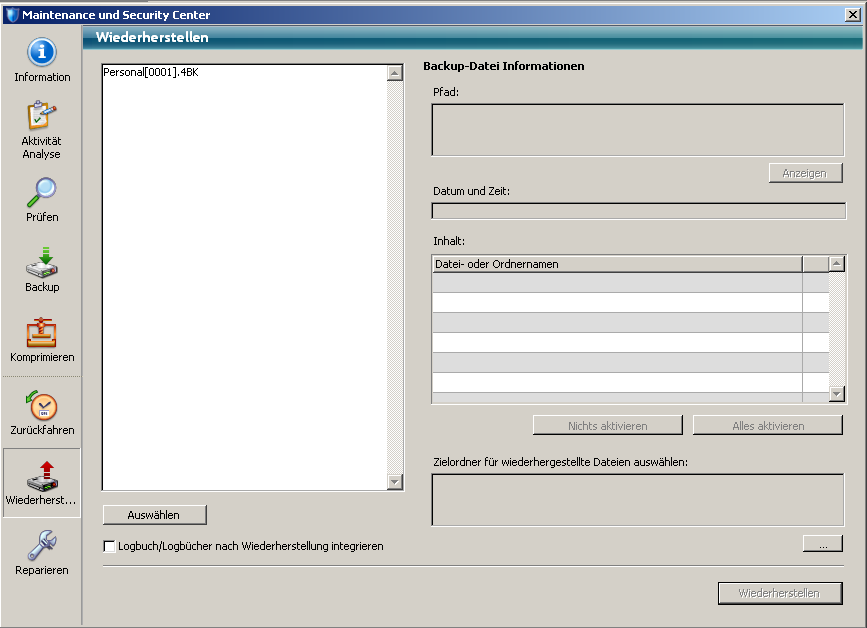 Maintenance und Security Center
Wiederherstellen
Information
Aktivität
Analyse
Prüfen
Backup
Komprimieren
Zurückfahren
Wiederherst...
Reparieren
Personal[0001].4BK
Auswählen
Logbuch/Logbücher nach Wiederherstellung integrieren
Backup-Datei Informationen
Pfad:
Anzeigen
Datum und Zeit:
Inhalt:
Datei- oder Ordnernamen
Nichts aktivieren
Alles aktivieren
Zielordner für wiederhergestellte Dateien auswählen:
...
Wiederherstellen